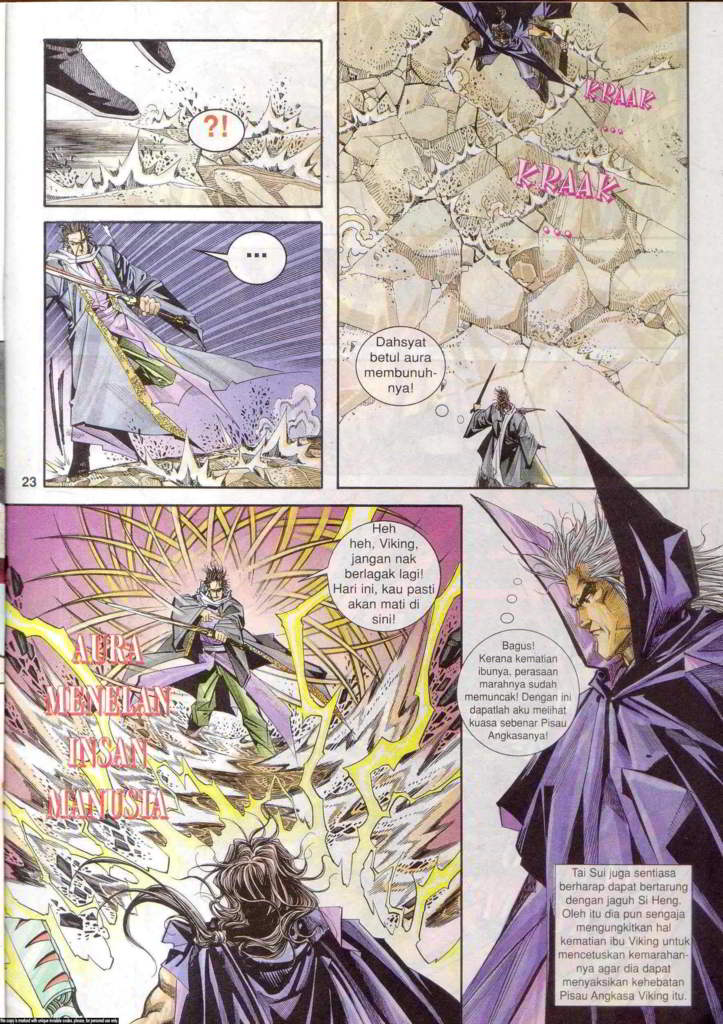 ?!
...
KRAAK
...
KRAAK
...
Dahsyat
betul aura
membunuh-
nya!
23
Heh
heh, Viking,
jangan nak
berlagak lagi!
Hari ini, kau pasti
akan mati di
sini!
AURA
MENELAN
INSAN
MANUSIA
Bagus!
Kerana kematian
ibunya, perasaan
marahnya sudah
memuncak! Dengan ini
dapatlah aku melihat
kuasa sebenar Pisau
Angkasanya!
Tai Sui juga sentiasa
berharap dapat bertarung
dengan jaguh Si Heng.
Oleh itu dia pun sengaja
mengungkitkan hal
kematian ibu Viking untuk
mencetuskan kemarahan-
nya agar dia dapat
menyaksikan kehebatan
Pisau Angkasa Viking itu.